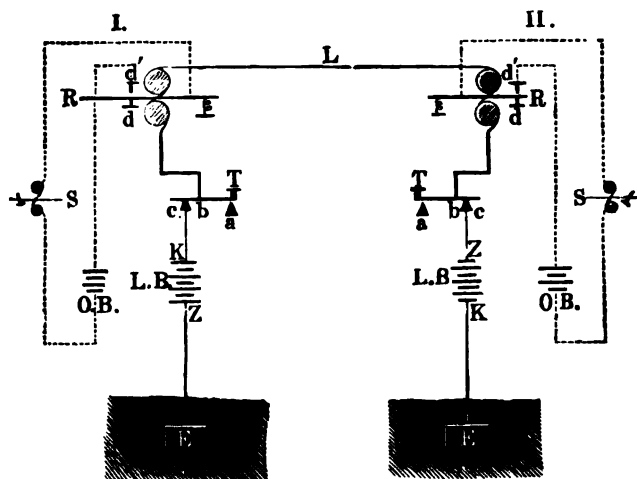 I. II.
L
d' d'
R R
d d
S T T S
c. b b c
a a
K Z
L.B. L.B
O.B. O.B.
Z K
E E